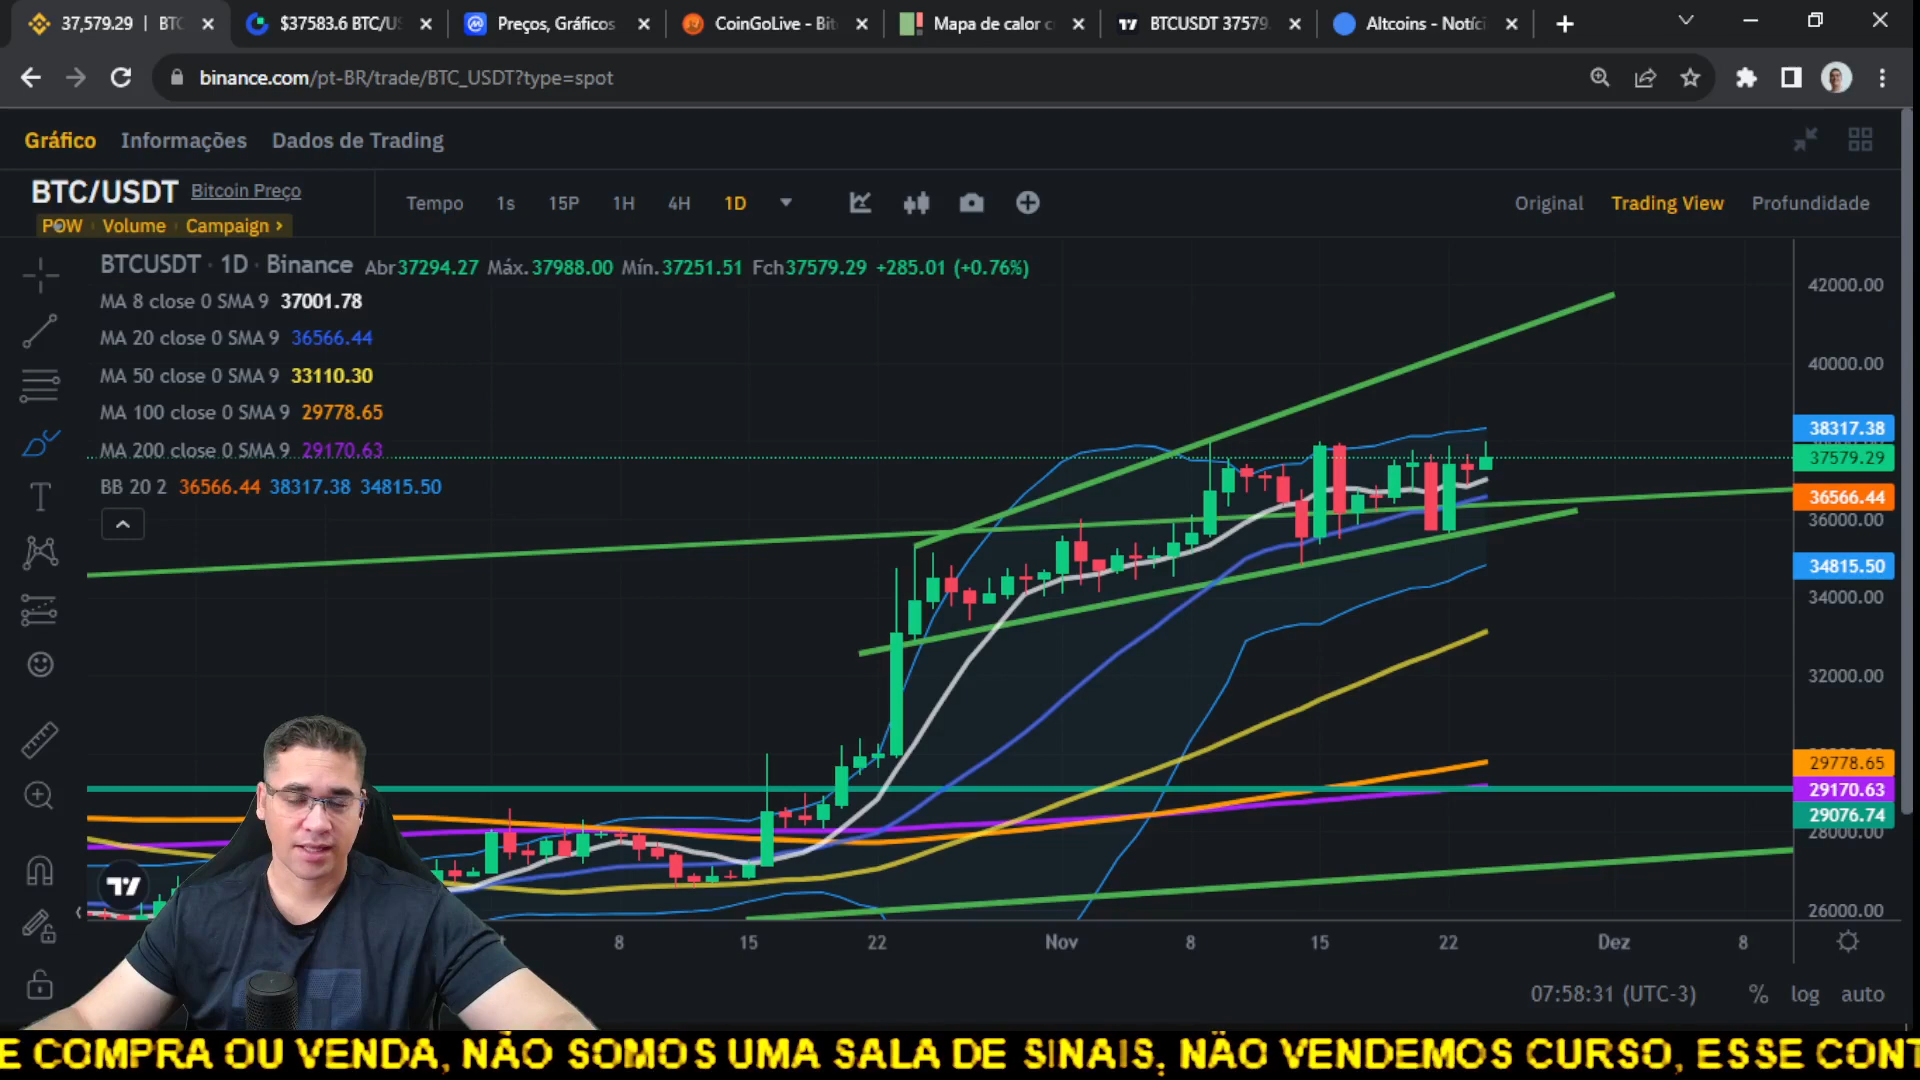 37,579.29 | BTC
$37583.6 BTC/US
Preços, Gráficos
CoinGoLive - Bit
Mapa de calor c
BTCUSDT 37579.
Altcoins - Notíci
binance.com/pt-BR/trade/BTC_USDT?type=spot
Gráfico Informações Dados de Trading
BTC/USDT Bitcoin Preço
POW Volume Campaign >
Tempo 1s 15P 1H 4H 1D
Original Trading View Profundidade
BTCUSDT · 1D · Binance Abr37294.27 Máx.37988.00 Mín.37251.51 Fch37579.29 +285.01 (+0.76%)
MA 8 close 0 SMA 9 37001.78
MA 20 close 0 SMA 9 36566.44
MA 50 close 0 SMA 9 33110.30
MA 100 close 0 SMA 9 29778.65
MA 200 close 0 SMA 9 29170.63
BB 20 2 36566.44 38317.38 34815.50
42000.00
40000.00
38317.38
37579.29
36566.44
36000.00
34815.50
34000.00
32000.00
29778.65
29170.63
29076.74
28000.00
26000.00
8 15 22 Nov 8 15 22 Dez 8
07:58:31 (UTC-3) % log auto
E COMPRA OU VENDA, NÃO SOMOS UMA SALA DE SINAIS, NÃO VENDEMOS CURSO, ESSE CONT